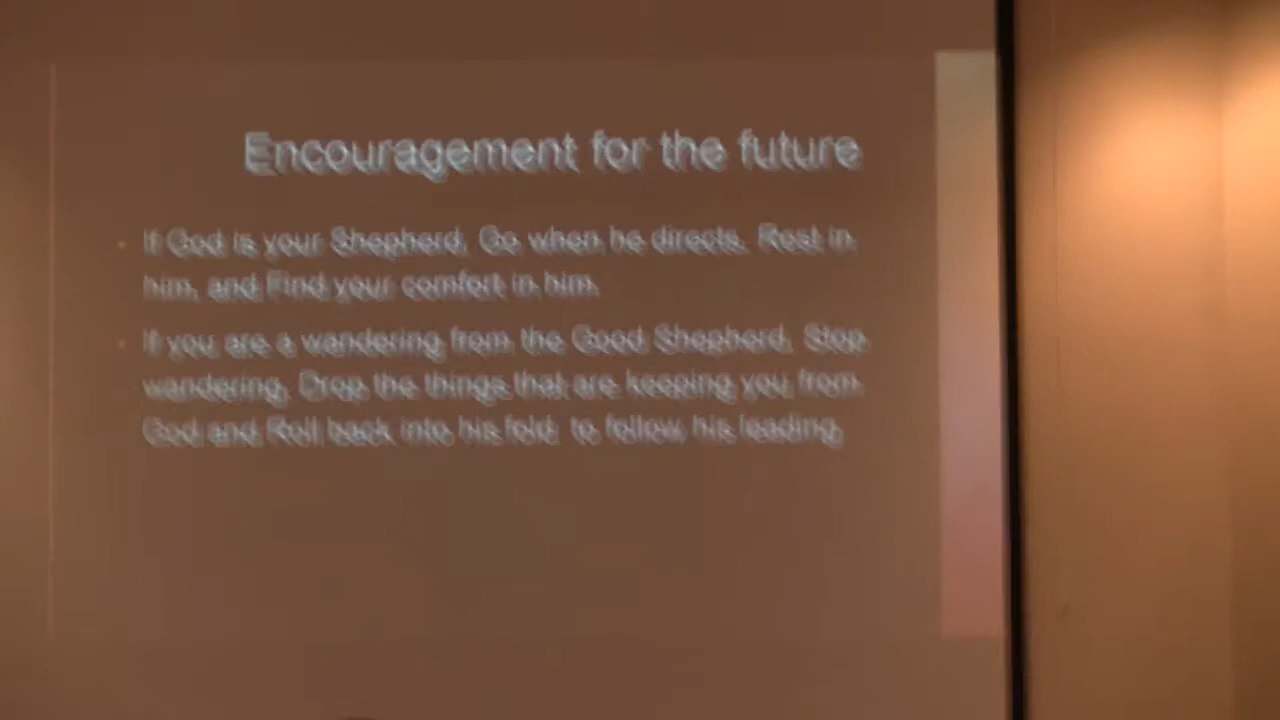 Encouragement for the future
• If God is your Shepherd, Go when he directs. Rest in
him, and Find your comfort in him.
• If you are a wandering from the Good Shepherd, Stop
wandering, Drop the things that are keeping you from
God and Roll back into his fold to follow his leading